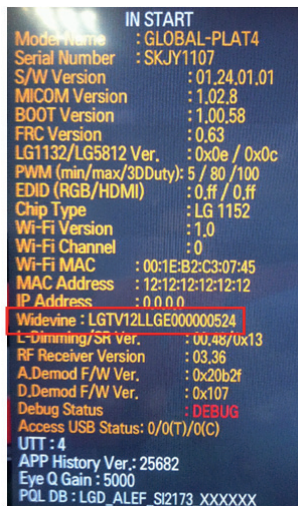 IN START
Model Name : GLOBAL-PLAT4
Serial Number : SKJY1107
S/W Version : 01.24.01.01
MICOM Version : 1.02.8
BOOT Version : 1.00.58
FRC Version : 0.63
LG1132/LG5812 Ver. : 0x0e / 0x0c
PWM (min/max/3DDuty): 5 / 80 /100
EDID (RGB/HDMI) : 0.ff / 0.ff
Chip Type : LG 1152
Wi-Fi Version : 1.0
Wi-Fi Channel : 0
Wi-Fi MAC : 00:1E:B2:C3:07:45
MAC Address : 12:12:12:12:12:12
IP Address : 0.0.0.0
Widevine : LGTV12LLGE000000524
L-Dimming/SR Ver. : 00.48/0x13
RF Receiver Version : 03.36
A.Demod F/W Ver. : 0x20b2f
D.Demod F/W Ver. : 0x107
Debug Status : DEBUG
Access USB Status : 0/0(T)/0(C)
UTT : 4
APP History Ver.: 25682
Eye Q Gain : 5000
PQL DB : LGD_ALEF_SI2173 XXXXXX